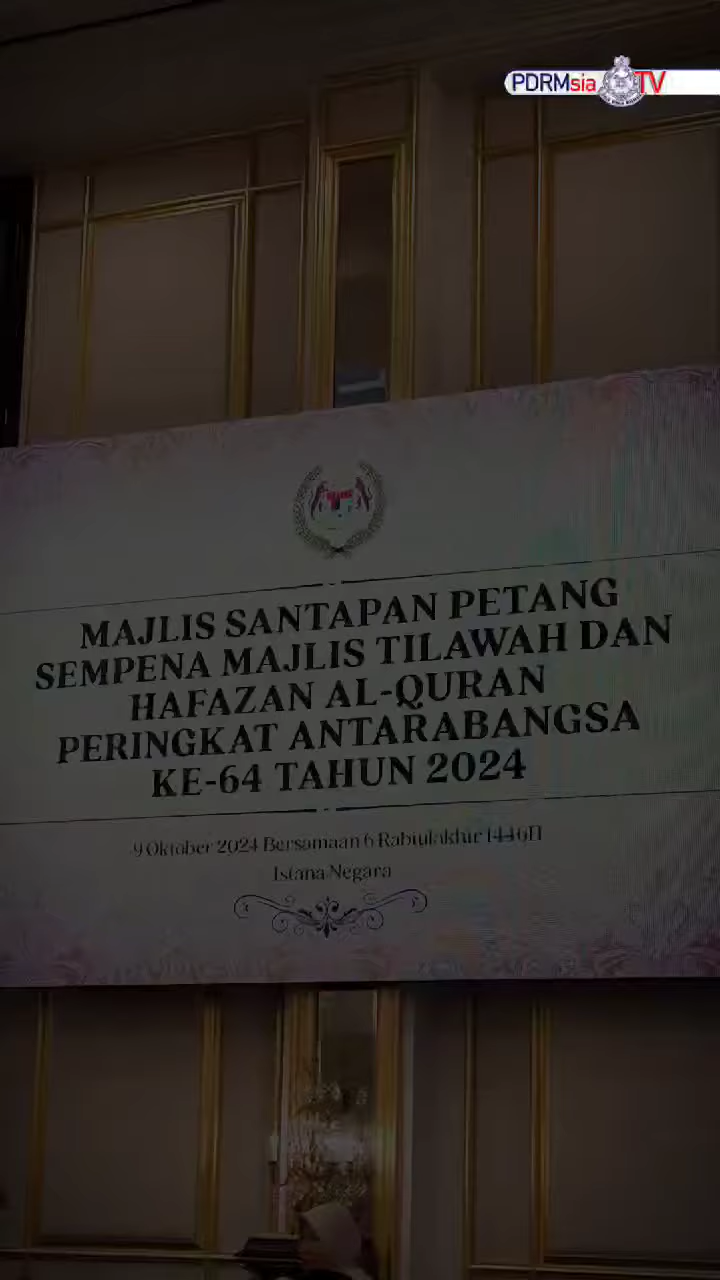 PDRMsia TV
MAJLIS SANTAPAN PETANG
SEMPENA MAJLIS TILAWAH DAN
HAFAZAN AL-QURAN
PERINGKAT ANTARABANGSA
KE-64 TAHUN 2024
9 Oktober 2024 Bersamaan 6 Rabiulakhir 1446H
Istana Negara